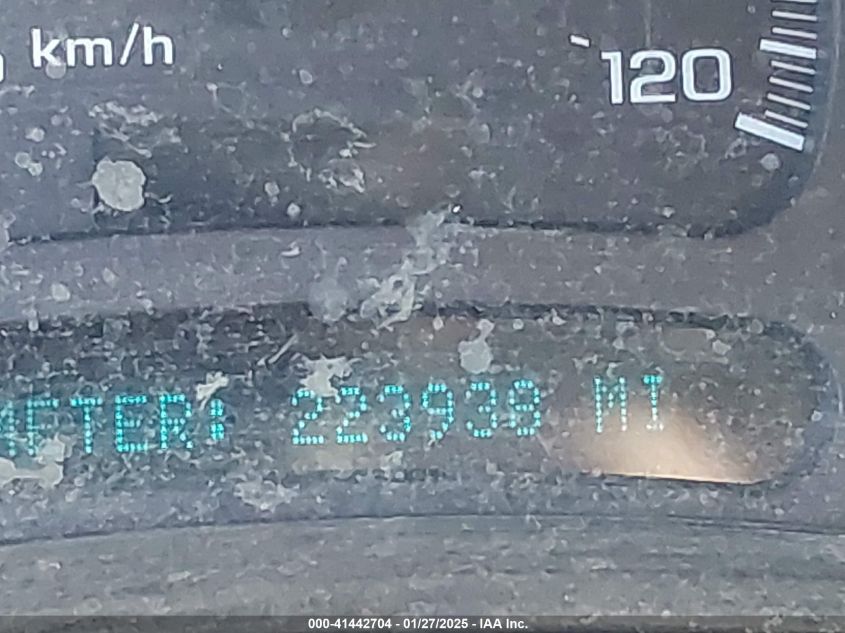 km/h
120
METER: 223938 MI
000-41442704 - 01/27/2025 - IAA Inc.